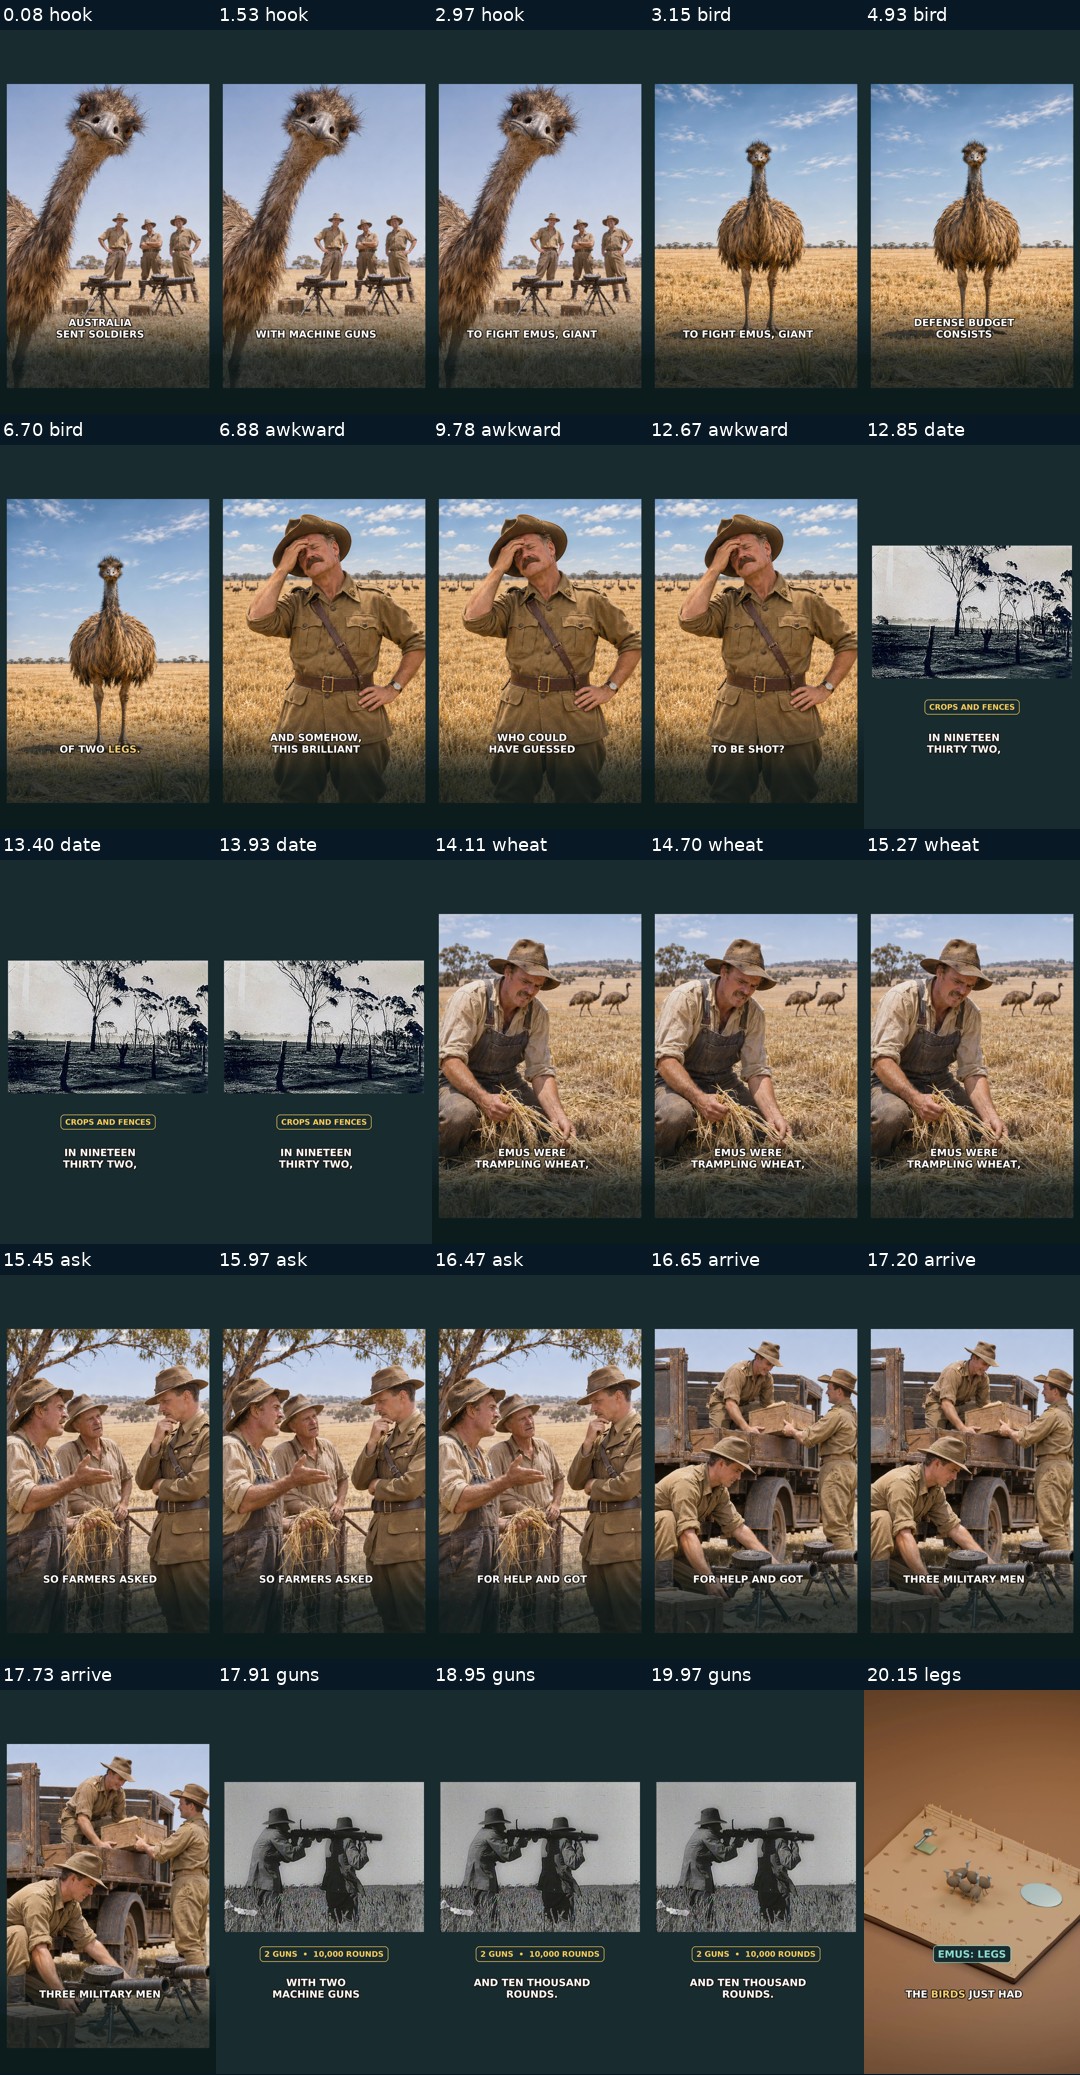 0.08 hook
1.53 hook
2.97 hook
3.15 bird
4.93 bird
AUSTRALIA
SENT SOLDIERS
WITH MACHINE GUNS
TO FIGHT EMUS, GIANT
TO FIGHT EMUS, GIANT
DEFENSE BUDGET
CONSISTS
6.70 bird
6.88 awkward
9.78 awkward
12.67 awkward
12.85 date
OF TWO LEGS.
AND SOMEHOW,
THIS BRILLIANT
WHO COULD
HAVE GUESSED
TO BE SHOT?
CROPS AND FENCES
IN NINETEEN
THIRTY TWO,
13.40 date
13.93 date
14.11 wheat
14.70 wheat
15.27 wheat
CROPS AND FENCES
IN NINETEEN
THIRTY TWO,
CROPS AND FENCES
IN NINETEEN
THIRTY TWO,
EMUS WERE
TRAMPLING WHEAT,
EMUS WERE
TRAMPLING WHEAT,
EMUS WERE
TRAMPLING WHEAT,
15.45 ask
15.97 ask
16.47 ask
16.65 arrive
17.20 arrive
SO FARMERS ASKED
SO FARMERS ASKED
FOR HELP AND GOT
FOR HELP AND GOT
THREE MILITARY MEN
17.73 arrive
17.91 guns
18.95 guns
19.97 guns
20.15 legs
THREE MILITARY MEN
2 GUNS • 10,000 ROUNDS
WITH TWO
MACHINE GUNS
2 GUNS • 10,000 ROUNDS
AND TEN THOUSAND
ROUNDS.
2 GUNS • 10,000 ROUNDS
AND TEN THOUSAND
ROUNDS.
EMUS: LEGS
THE BIRDS JUST HAD